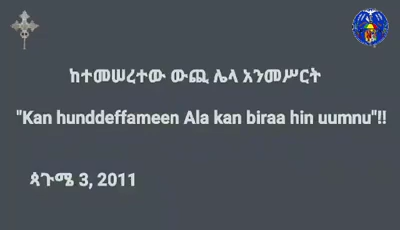 ከተመሠረተው ውጪ ሌላ አንመሥርት
"Kan hunddeffameen Ala kan biraa hin uumnu"!!
ጳጉሜ 3, 2011